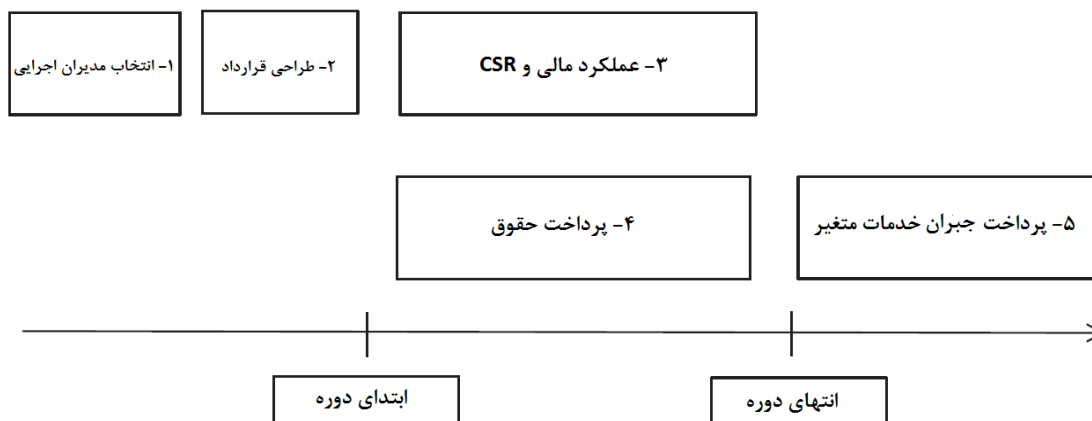 ۱- انتخاب مدیران اجرایی
۲- طراحی قرارداد
۳- عملکرد مالی و CSR
۴- پرداخت حقوق
۵- پرداخت جبران خدمات متغیر
ابتدای دوره
انتهای دوره